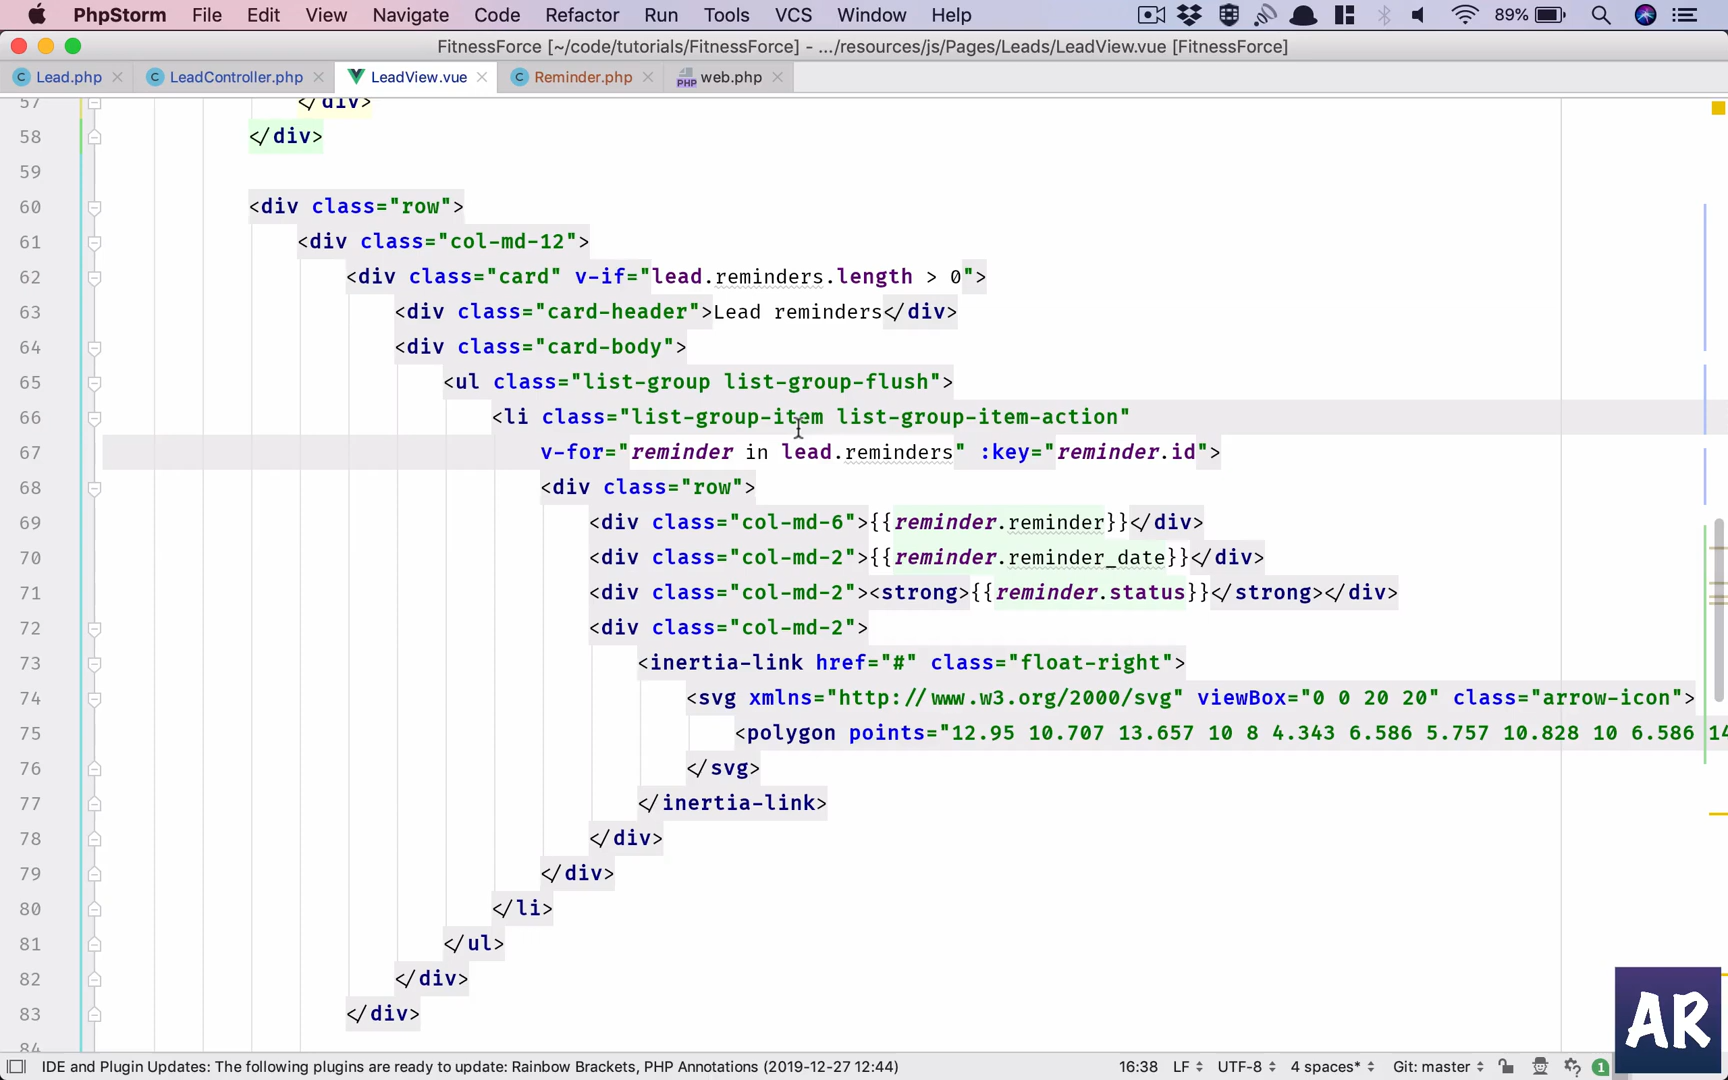 PhpStorm File Edit View Navigate Code Refactor Run Tools VCS Window Help 89%
FitnessForce [~/code/tutorials/FitnessForce] - .../resources/js/Pages/Leads/LeadView.vue [FitnessForce]
Lead.php LeadController.php LeadView.vue Reminder.php web.php
57 </div>
58 </div>
59
60 <div class="row">
61 <div class="col-md-12">
62 <div class="card" v-if="lead.reminders.length > 0">
63 <div class="card-header">Lead reminders</div>
64 <div class="card-body">
65 <ul class="list-group list-group-flush">
66 <li class="list-group-item list-group-item-action"
67 v-for="reminder in lead.reminders" :key="reminder.id">
68 <div class="row">
69 <div class="col-md-6">{{reminder.reminder}}</div>
70 <div class="col-md-2">{{reminder.reminder_date}}</div>
71 <div class="col-md-2"><strong>{{reminder.status}}</strong></div>
72 <div class="col-md-2">
73 <inertia-link href="#" class="float-right">
74 <svg xmlns="http://www.w3.org/2000/svg" viewBox="0 0 20 20" class="arrow-icon">
75 <polygon points="12.95 10.707 13.657 10 8 4.343 6.586 5.757 10.828 10 6.586 14
76 </svg>
77 </inertia-link>
78 </div>
79 </div>
80 </li>
81 </ul>
82 </div>
83 </div>
84
IDE and Plugin Updates: The following plugins are ready to update: Rainbow Brackets, PHP Annotations (2019-12-27 12:44) 16:38 LF UTF-8 4 spaces* Git: master 1
AR